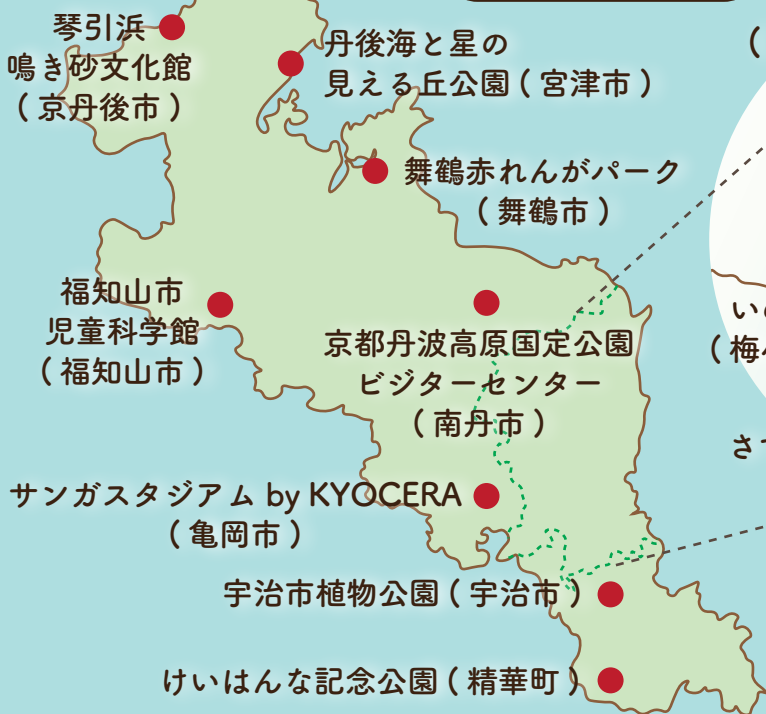 琴引浜
鳴き砂文化館
(京丹後市)
丹後海と星の
見える丘公園(宮津市)
舞鶴赤れんがパーク
(舞鶴市)
福知山市
児童科学館
(福知山市)
京都丹波高原国定公園
ビジターセンター
(南丹市)
サンガスタジアム by KYOCERA
(亀岡市)
宇治市植物公園(宇治市)
けいはんな記念公園(精華町)
(
い
(梅
さ